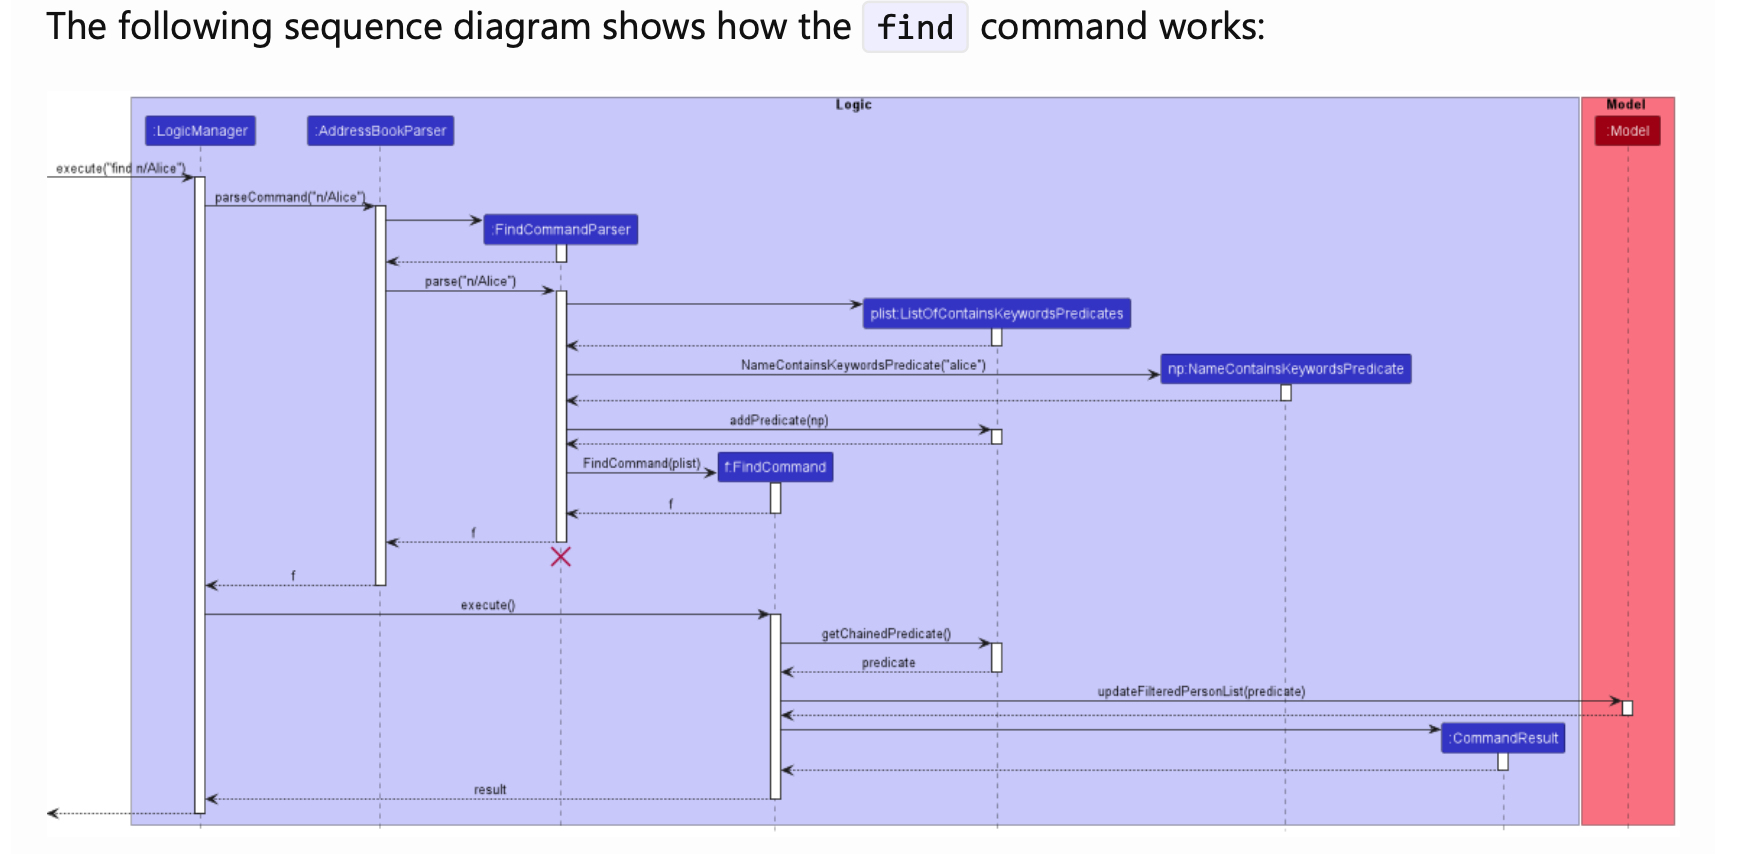 The following sequence diagram shows how the find command works:
Logic
Model
:LogicManager
:AddressBookParser
:Model
execute("find n/Alice")
parseCommand("n/Alice")
:FindCommandParser
parse("n/Alice")
plist:ListOfContainsKeywordsPredicates
NameContainsKeywordsPredicate("alice")
np:NameContainsKeywordsPredicate
addPredicate(np)
FindCommand(plist)
f:FindCommand
f
f
f
execute()
getChainedPredicate()
predicate
updateFilteredPersonList(predicate)
:CommandResult
result